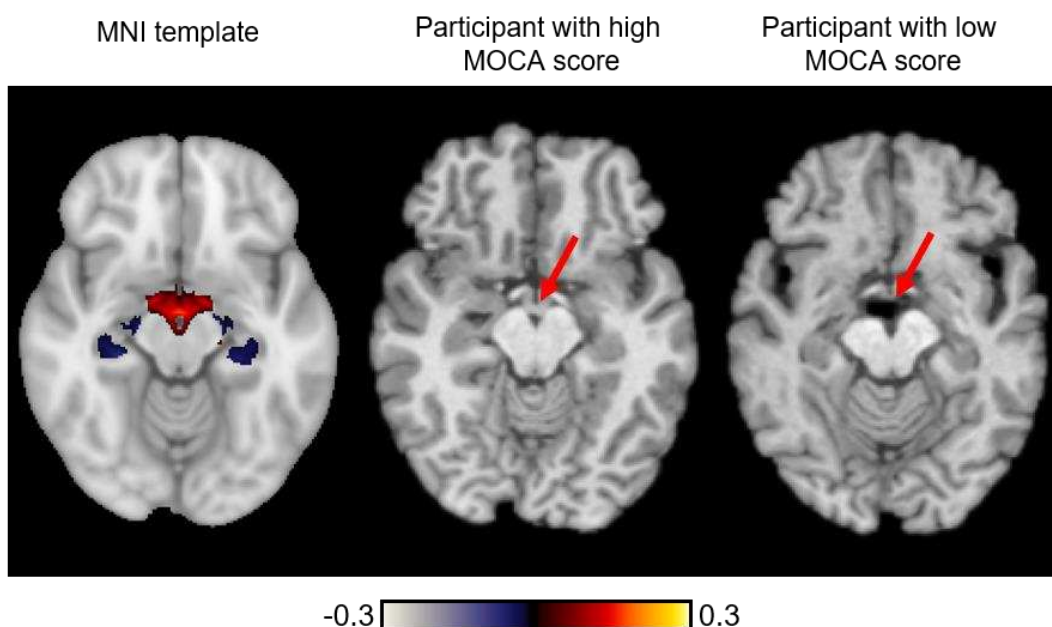 MNI template
Participant with high
MOCA score
Participant with low
MOCA score
-0.3
0.3